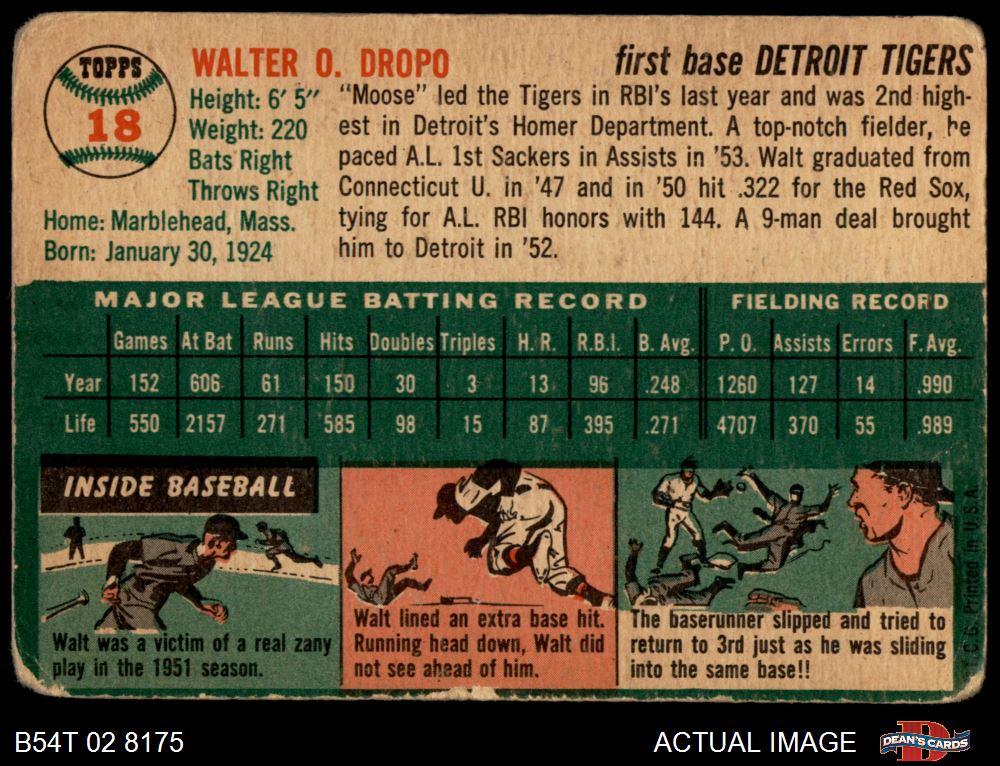 TOPPS
18
WALTER O. DROPO
first base DETROIT TIGERS
Height: 6' 5"
Weight: 220
Bats Right
Throws Right
Home: Marblehead, Mass.
Born: January 30, 1924
"Moose" led the Tigers in RBI's last year and was 2nd high-
est in Detroit's Homer Department. A top-notch fielder, he
paced A.L. 1st Sackers in Assists in '53. Walt graduated from
Connecticut U. in '47 and in '50 hit .322 for the Red Sox,
tying for A.L. RBI honors with 144. A 9-man deal brought
him to Detroit in '52.
MAJOR LEAGUE BATTING RECORD FIELDING RECORD
Games At Bat Runs Hits Doubles Triples H.R. R.B.I. B. Avg. P.O. Assists Errors F. Avg.
Year 152 606 61 150 30 3 13 96 .248 1260 127 14 .990
Life 550 2157 271 585 98 15 87 395 .271 4707 370 55 .989
INSIDE BASEBALL
Walt was a victim of a real zany
play in the 1951 season.
Walt lined an extra base hit.
Running head down, Walt did
not see ahead of him.
The baserunner slipped and tried to
return to 3rd just as he was sliding
into the same base!!
T.C.G. Printed in U.S.A.
B54T 02 8175
ACTUAL IMAGE
DEAN'S CARDS